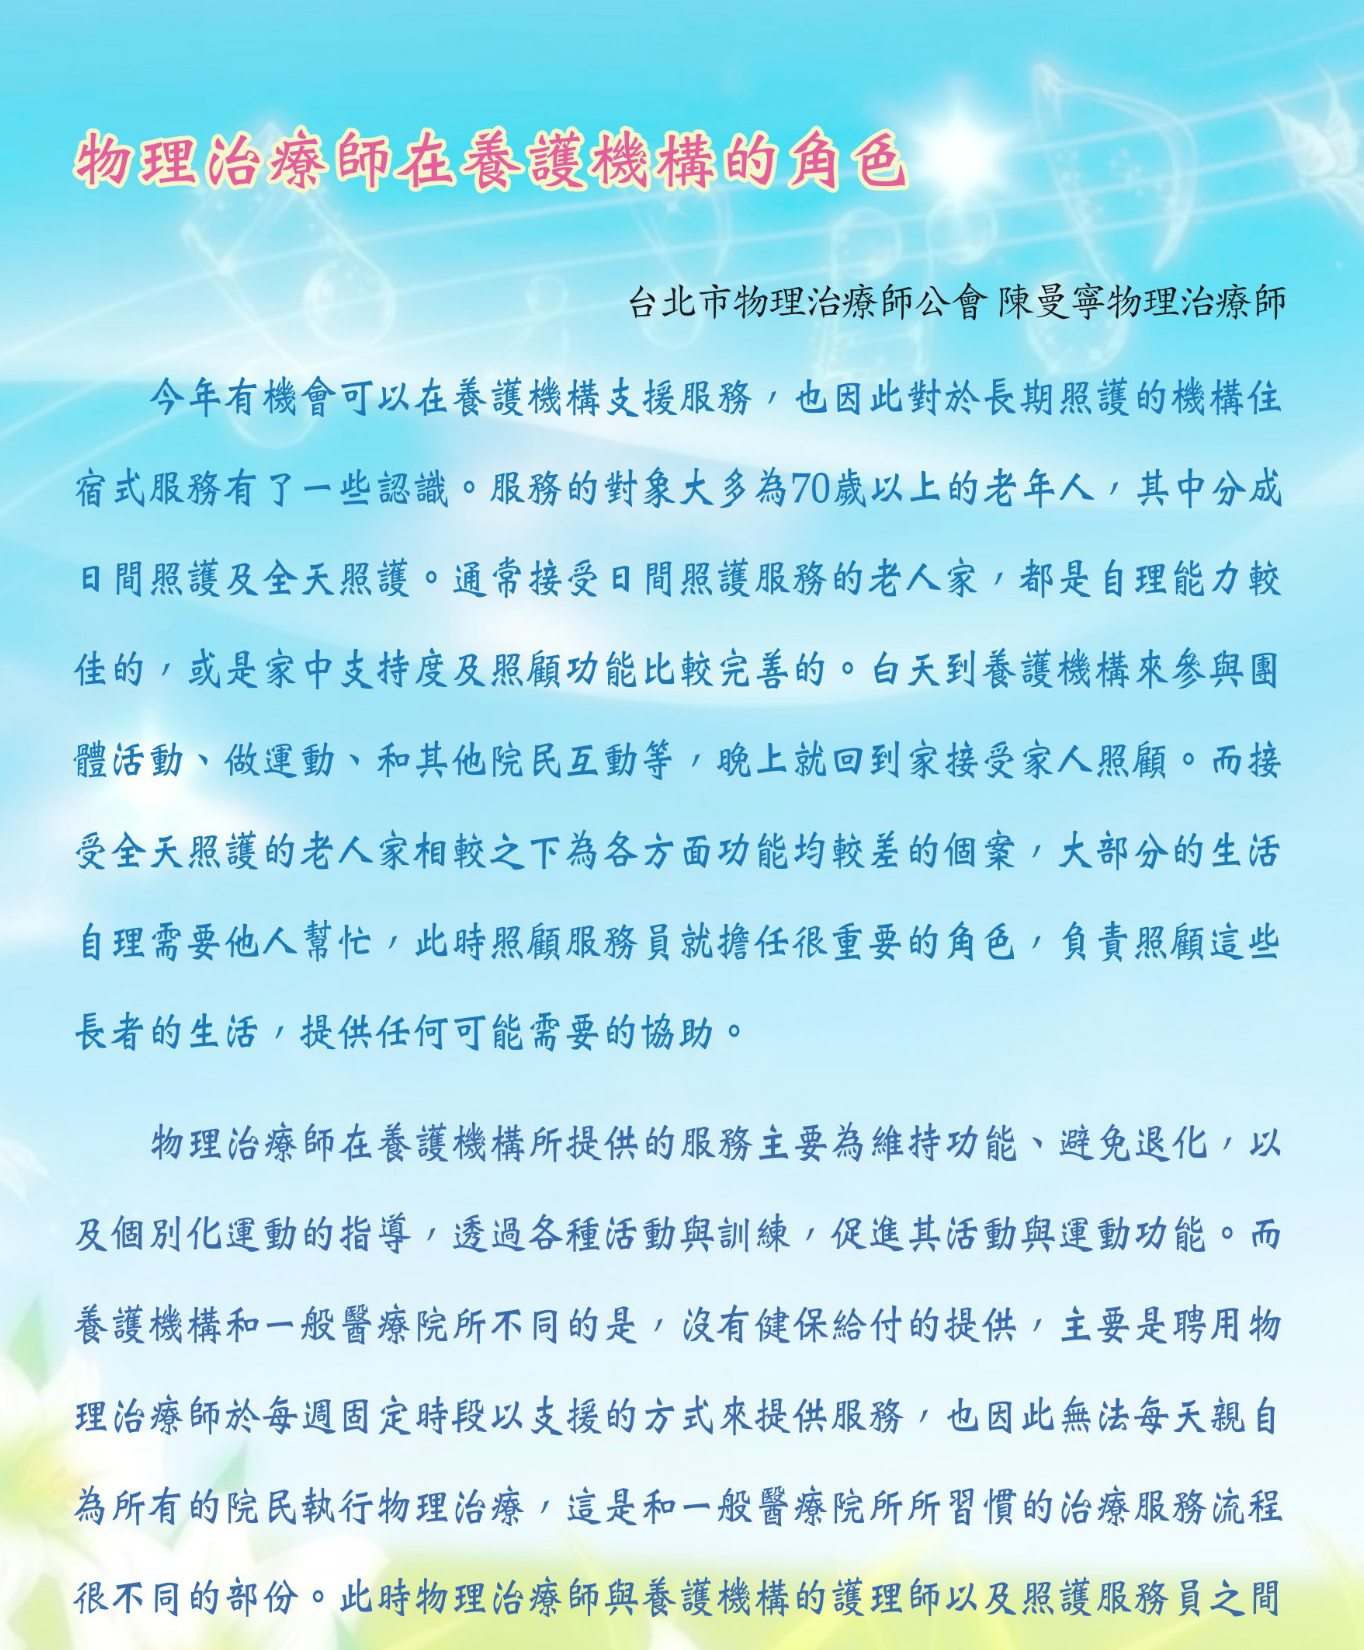 物理治療師在養護機構的角色
台北市物理治療師公會 陳曼寧物理治療師
今年有機會可以在養護機構支援服務，也因此對於長期照護的機構住
宿式服務有了一些認識。服務的對象大多為70歲以上的老年人，其中分成
日間照護及全天照護。通常接受日間照護服務的老人家，都是自理能力較
佳的，或是家中支持度及照顧功能比較完善的。白天到養護機構來參與團
體活動、做運動、和其他院民互動等，晚上就回到家接受家人照顧。而接
受全天照護的老人家相較之下為各方面功能均較差的個案，大部分的生活
自理需要他人幫忙，此時照顧服務員就擔任很重要的角色，負責照顧這些
長者的生活，提供任何可能需要的協助。
物理治療師在養護機構所提供的服務主要為維持功能、避免退化，以
及個別化運動的指導，透過各種活動與訓練，促進其活動與運動功能。而
養護機構和一般醫療院所不同的是，沒有健保給付的提供，主要是聘用物
理治療師於每週固定時段以支援的方式來提供服務，也因此無法每天親自
為所有的院民執行物理治療，這是和一般醫療院所所習慣的治療服務流程
很不同的部份。此時物理治療師與養護機構的護理師以及照護服務員之間